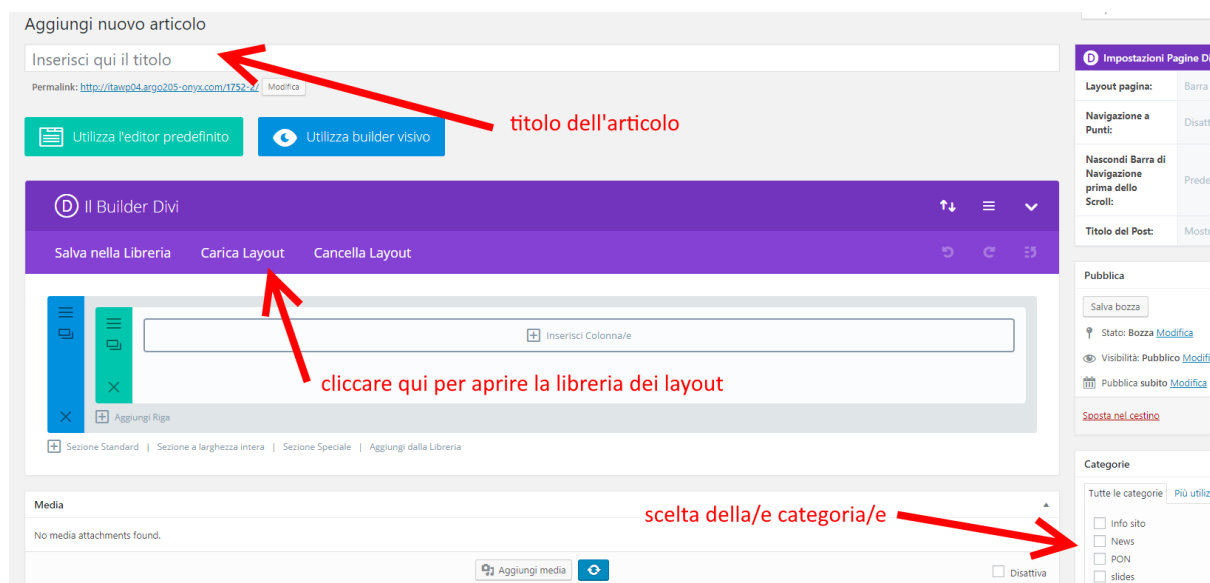 Aggiungi nuovo articolo
Inserisci qui il titolo
Permalink: http://itawp04.argo205-onyx.com/1752-2/ Modifica
titolo dell'articolo
Utilizza l'editor predefinito
Utilizza builder visivo
Il Builder Divi
Salva nella Libreria Carica Layout Cancella Layout
Inserisci Colonna/e
cliccare qui per aprire la libreria dei layout
Aggiungi Riga
Sezione Standard | Sezione a larghezza intera | Sezione Speciale | Aggiungi dalla Libreria
Media
No media attachments found.
Aggiungi media
Disattiva
scelta della/e categoria/e
Impostazioni Pagine Di
Layout pagina: Barra
Navigazione a
Punti:
Disatt
Nascondi Barra di
Navigazione
prima dello
Scroll:
Prede
Titolo del Post: Mostr
Pubblica
Salva bozza
Stato: Bozza Modifica
Visibilità: Pubblico Modifi
Pubblica subito Modifica
Sposta nel cestino
Categorie
Tutte le categorie Più utiliz
Info sito
News
PON
slides